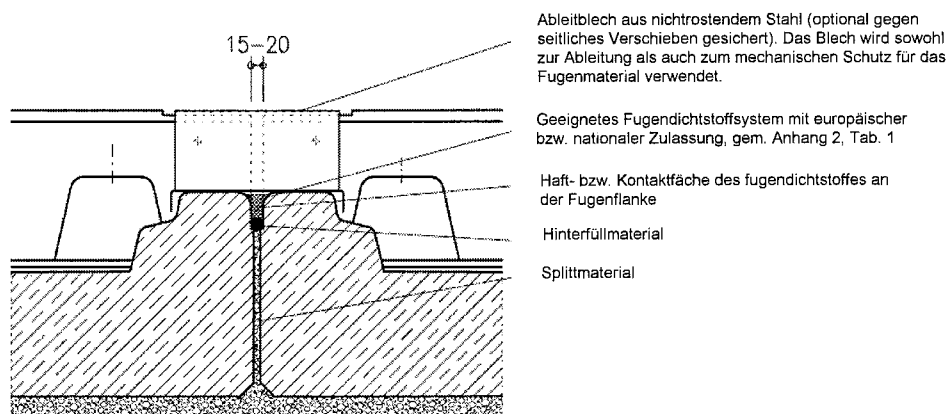 Ableitblech aus nichtrostendem Stahl (optional gegen
seitliches Verschieben gesichert). Das Blech wird sowohl
zur Ableitung als auch zum mechanischen Schutz für das
Fugenmaterial verwendet.
15-20
Geeignetes Fugendichtstoffsystem mit europäischer
bzw. nationaler Zulassung, gem. Anhang 2, Tab. 1
Haft- bzw. Kontaktfäche des fugendichtstoffes an
der Fugenflanke
Hinterfüllmaterial
Splittmaterial